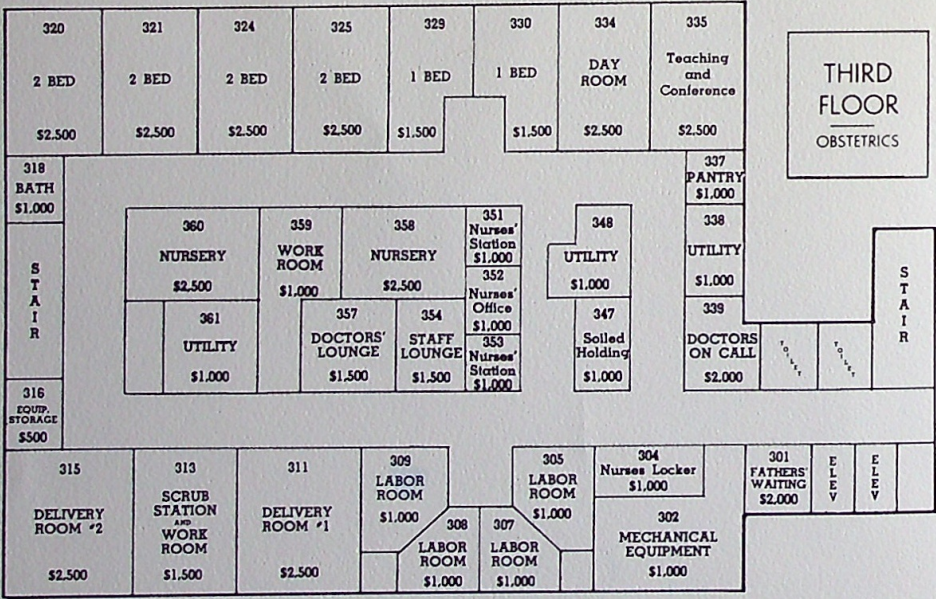 320
2 BED
$2,500
321
2 BED
$2,500
324
2 BED
$2,500
325
2 BED
$2,500
329
1 BED
$1,500
330
1 BED
$1,500
334
DAY
ROOM
$2,500
335
Teaching
and
Conference
$2,500
THIRD
FLOOR
OBSTETRICS
318
BATH
$1,000
STAIR
316
EQUIP.
STORAGE
$500
360
NURSERY
$2,500
359
WORK
ROOM
$1,000
358
NURSERY
$2,500
361
UTILITY
$1,000
357
DOCTORS'
LOUNGE
$1,500
354
STAFF
LOUNGE
$1,500
351
Nurses'
Station
$1,000
352
Nurses'
Office
$1,000
353
Nurses'
Station
$1,000
348
UTILITY
$1,000
347
Soiled
Holding
$1,000
337
PANTRY
$1,000
338
UTILITY
$1,000
339
DOCTORS
ON CALL
$2,000
TOILET
TOILET
STAIR
315
DELIVERY
ROOM #2
$2,500
313
SCRUB
STATION
AND
WORK
ROOM
$1,500
311
DELIVERY
ROOM #1
$2,500
309
LABOR
ROOM
$1,000
308
LABOR
ROOM
$1,000
307
LABOR
ROOM
$1,000
305
LABOR
ROOM
$1,000
304
Nurses Locker
$1,000
302
MECHANICAL
EQUIPMENT
$1,000
301
FATHERS'
WAITING
$2,000
ELEV
ELEV